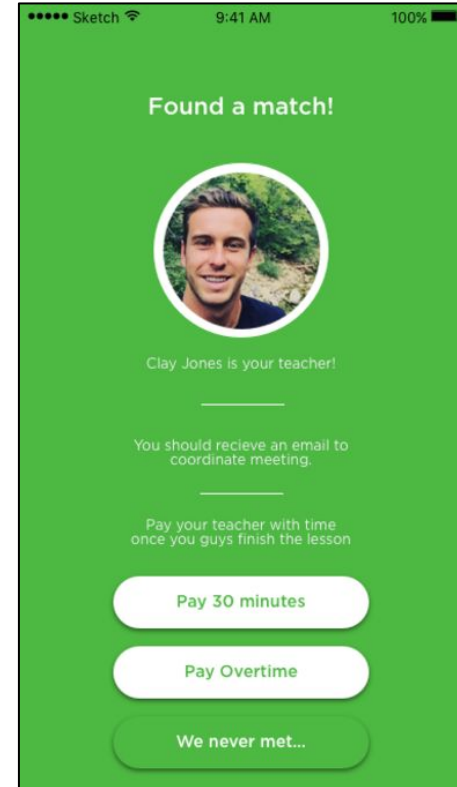 Sketch 9:41 AM 100%
Found a match!
Clay Jones is your teacher!
You should recieve an email to
coordinate meeting.
Pay your teacher with time
once you guys finish the lesson
Pay 30 minutes
Pay Overtime
We never met...